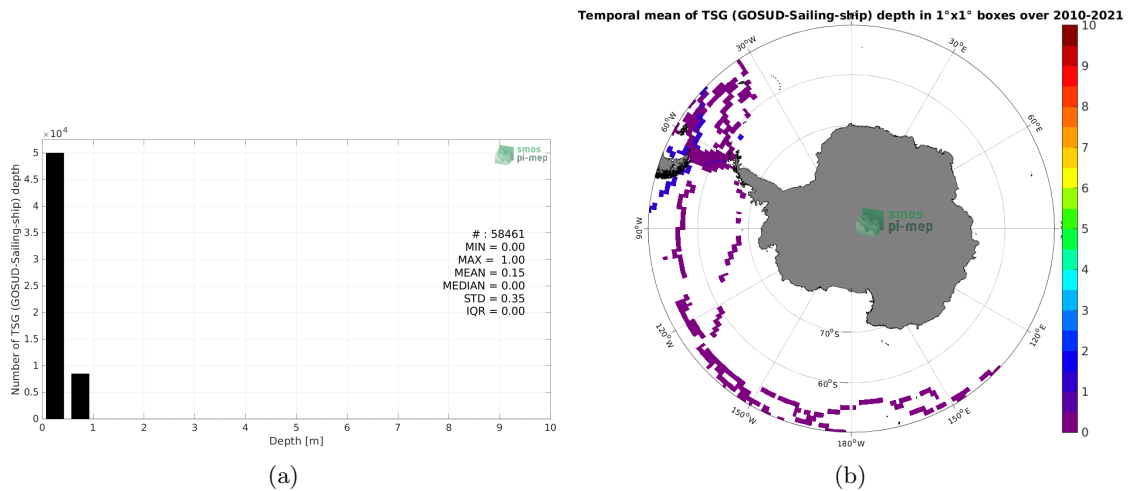 Temporal mean of TSG (GOSUD-Sailing-ship) depth in 1°x1° boxes over 2010-2021
×10⁴
5
4.5
4
3.5
3
2.5
2
1.5
1
0.5
0
Number of TSG (GOSUD-Sailing-ship) depth
smos
pi-mep
# : 58461
MIN = 0.00
MAX = 1.00
MEAN = 0.15
MEDIAN = 0.00
STD = 0.35
IQR = 0.00
0 1 2 3 4 5 6 7 8 9 10
Depth [m]
(a)
30°W
30°E
60°W
60°E
90°W
120°W
120°E
150°W
150°E
180°W
70°S
60°S
smos
pi-mep
10
9
8
7
6
5
4
3
2
1
0
(b)